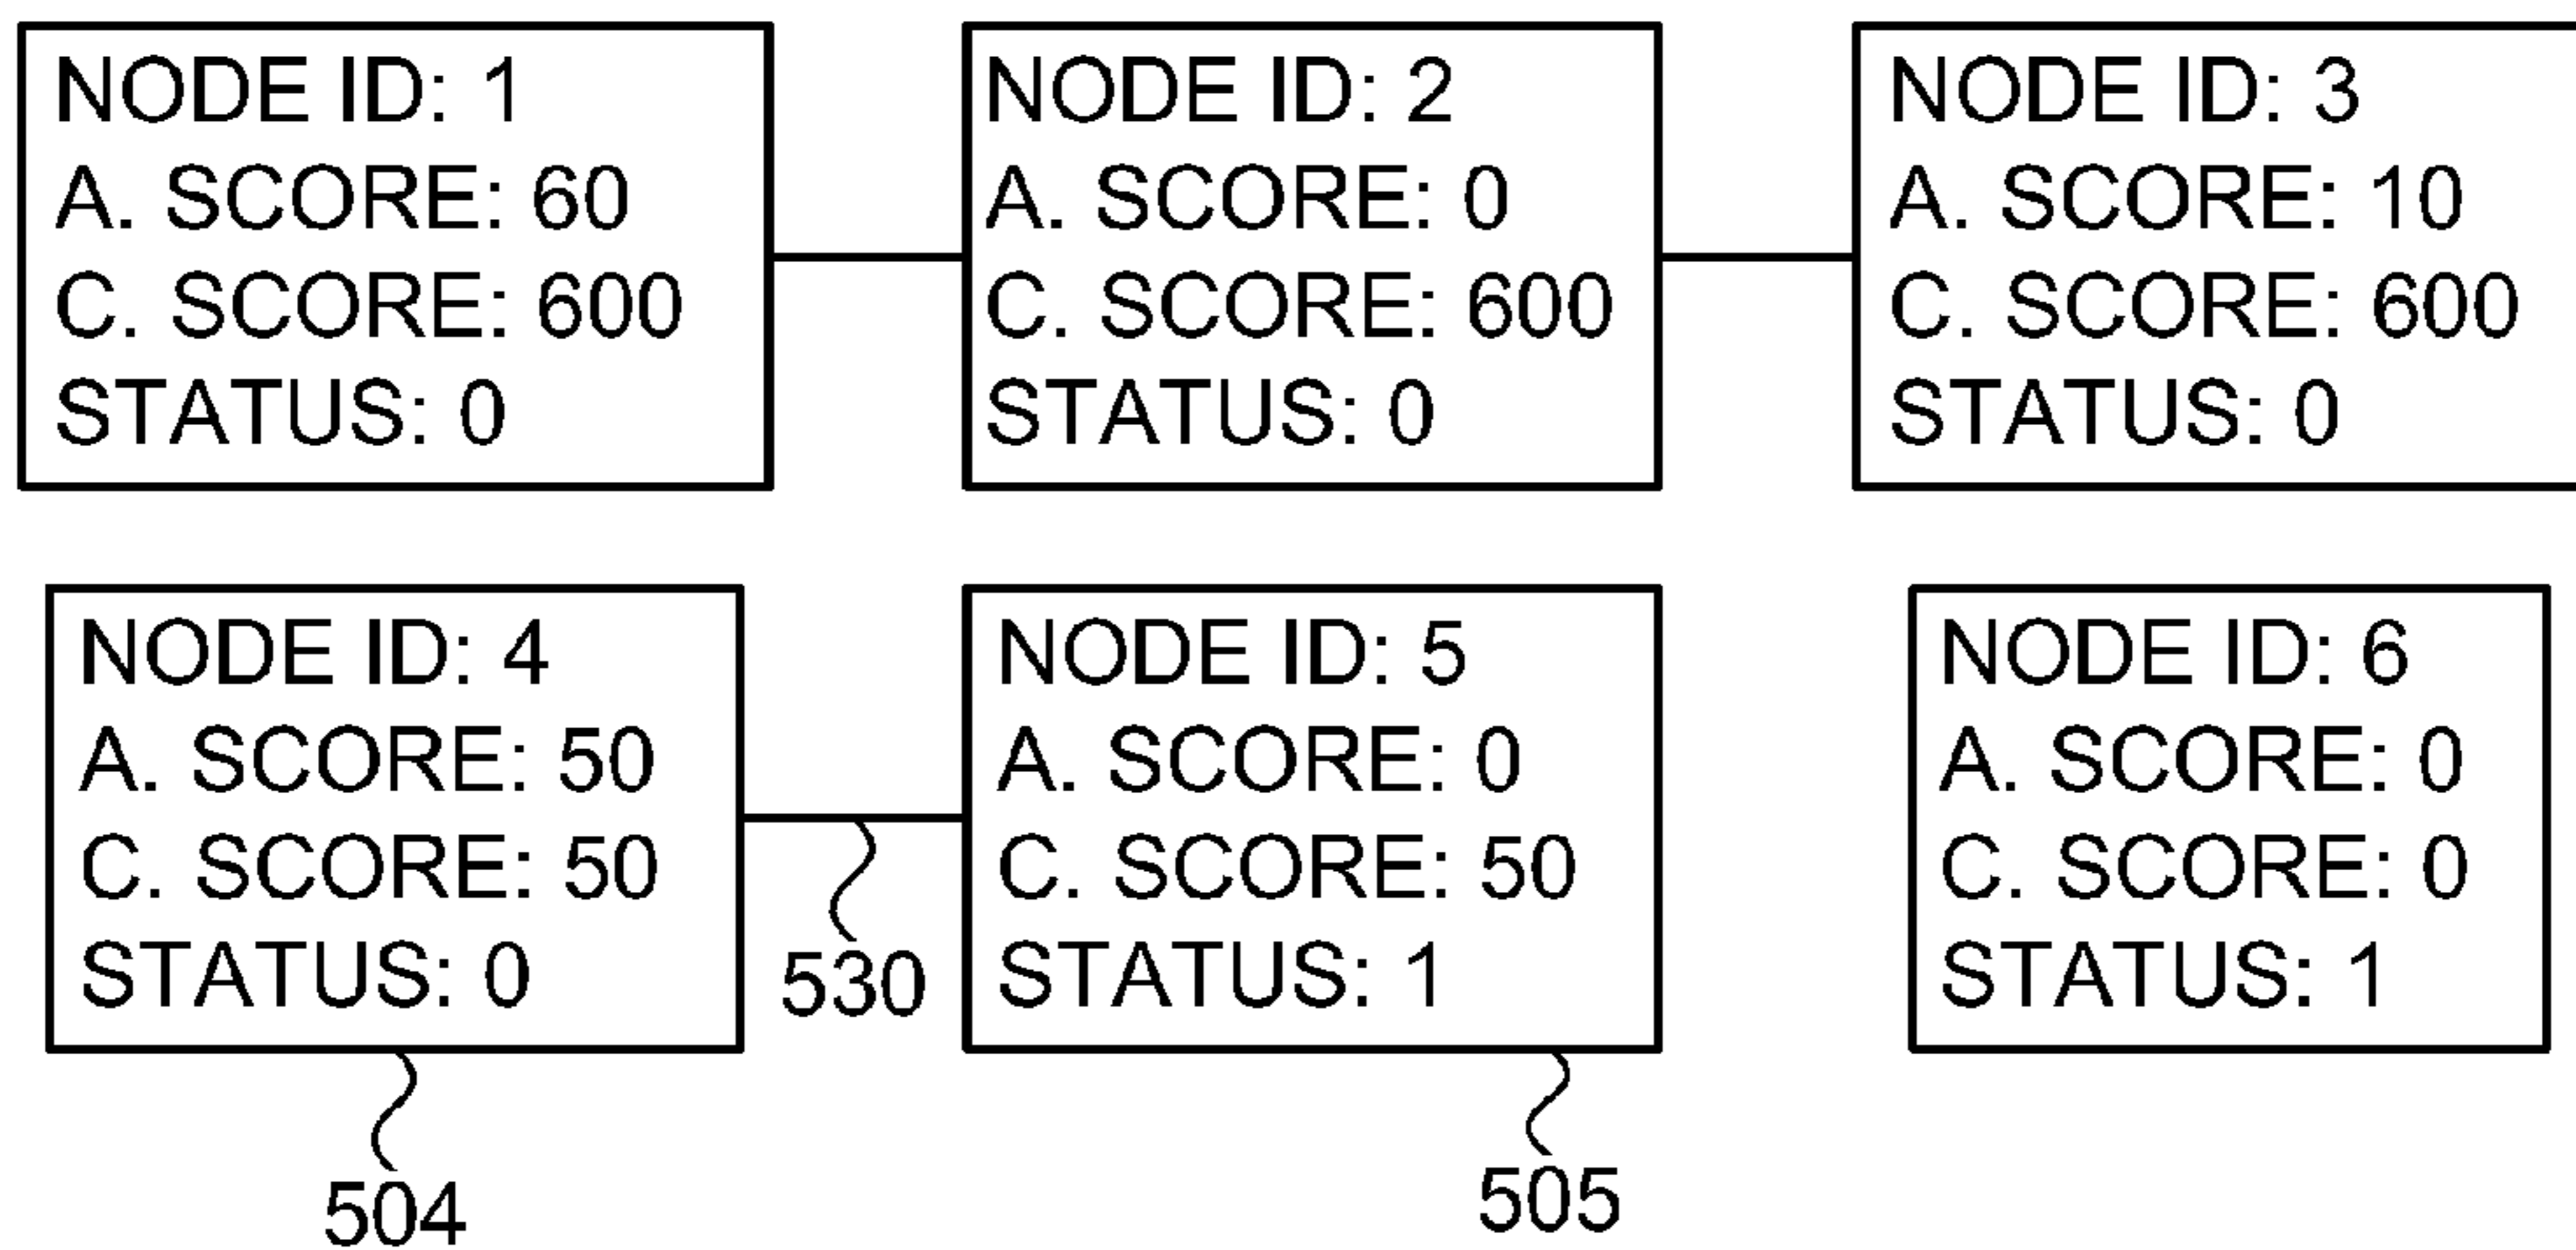 NODE ID: 1
A. SCORE: 60
C. SCORE: 600
STATUS: 0
NODE ID: 2
A. SCORE: 0
C. SCORE: 600
STATUS: 0
NODE ID: 3
A. SCORE: 10
C. SCORE: 600
STATUS: 0
NODE ID: 4
A. SCORE: 50
C. SCORE: 50
STATUS: 0
530
NODE ID: 5
A. SCORE: 0
C. SCORE: 50
STATUS: 1
NODE ID: 6
A. SCORE: 0
C. SCORE: 0
STATUS: 1
504
505